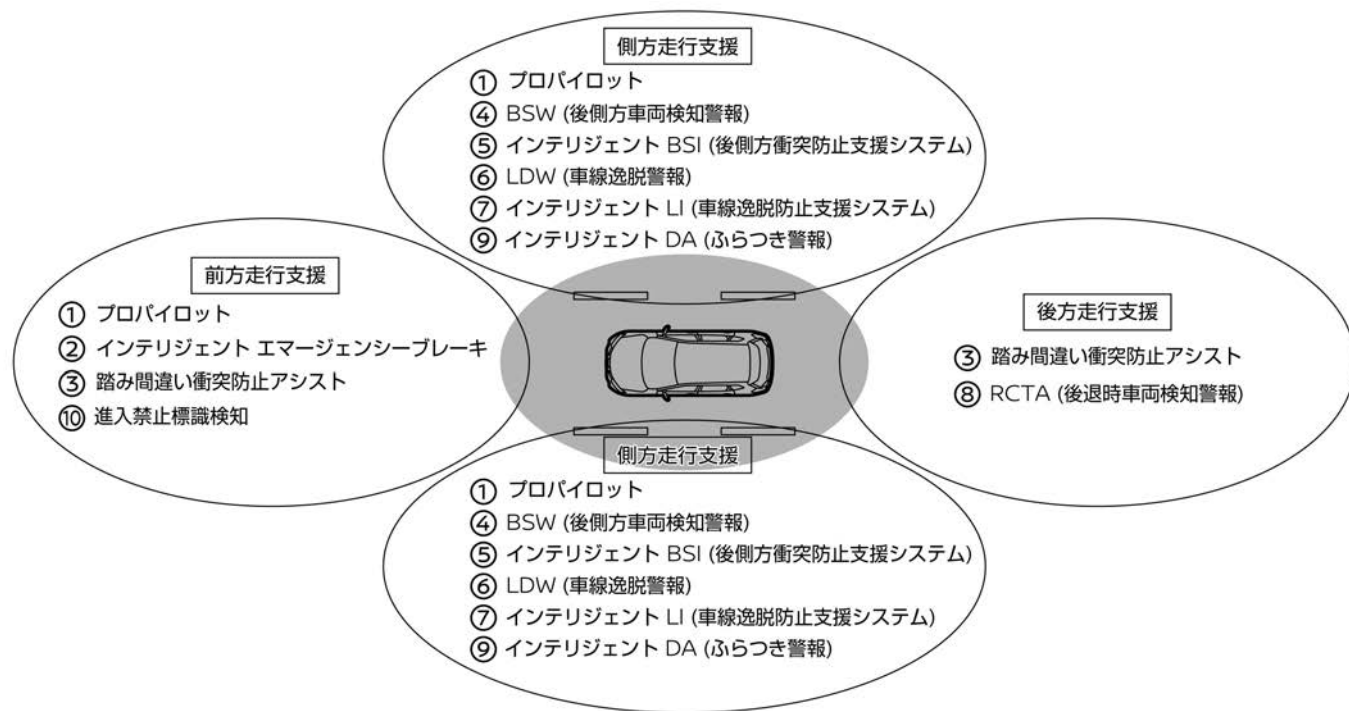 側方走行支援
① プロパイロット
④ BSW (後側方車両検知警報)
⑤ インテリジェント BSI (後側方衝突防止支援システム)
⑥ LDW (車線逸脱警報)
⑦ インテリジェント LI (車線逸脱防止支援システム)
⑨ インテリジェント DA (ふらつき警報)
前方走行支援
① プロパイロット
② インテリジェント エマージェンシーブレーキ
③ 踏み間違い衝突防止アシスト
⑩ 進入禁止標識検知
後方走行支援
③ 踏み間違い衝突防止アシスト
⑧ RCTA (後退時車両検知警報)
側方走行支援
① プロパイロット
④ BSW (後側方車両検知警報)
⑤ インテリジェント BSI (後側方衝突防止支援システム)
⑥ LDW (車線逸脱警報)
⑦ インテリジェント LI (車線逸脱防止支援システム)
⑨ インテリジェント DA (ふらつき警報)